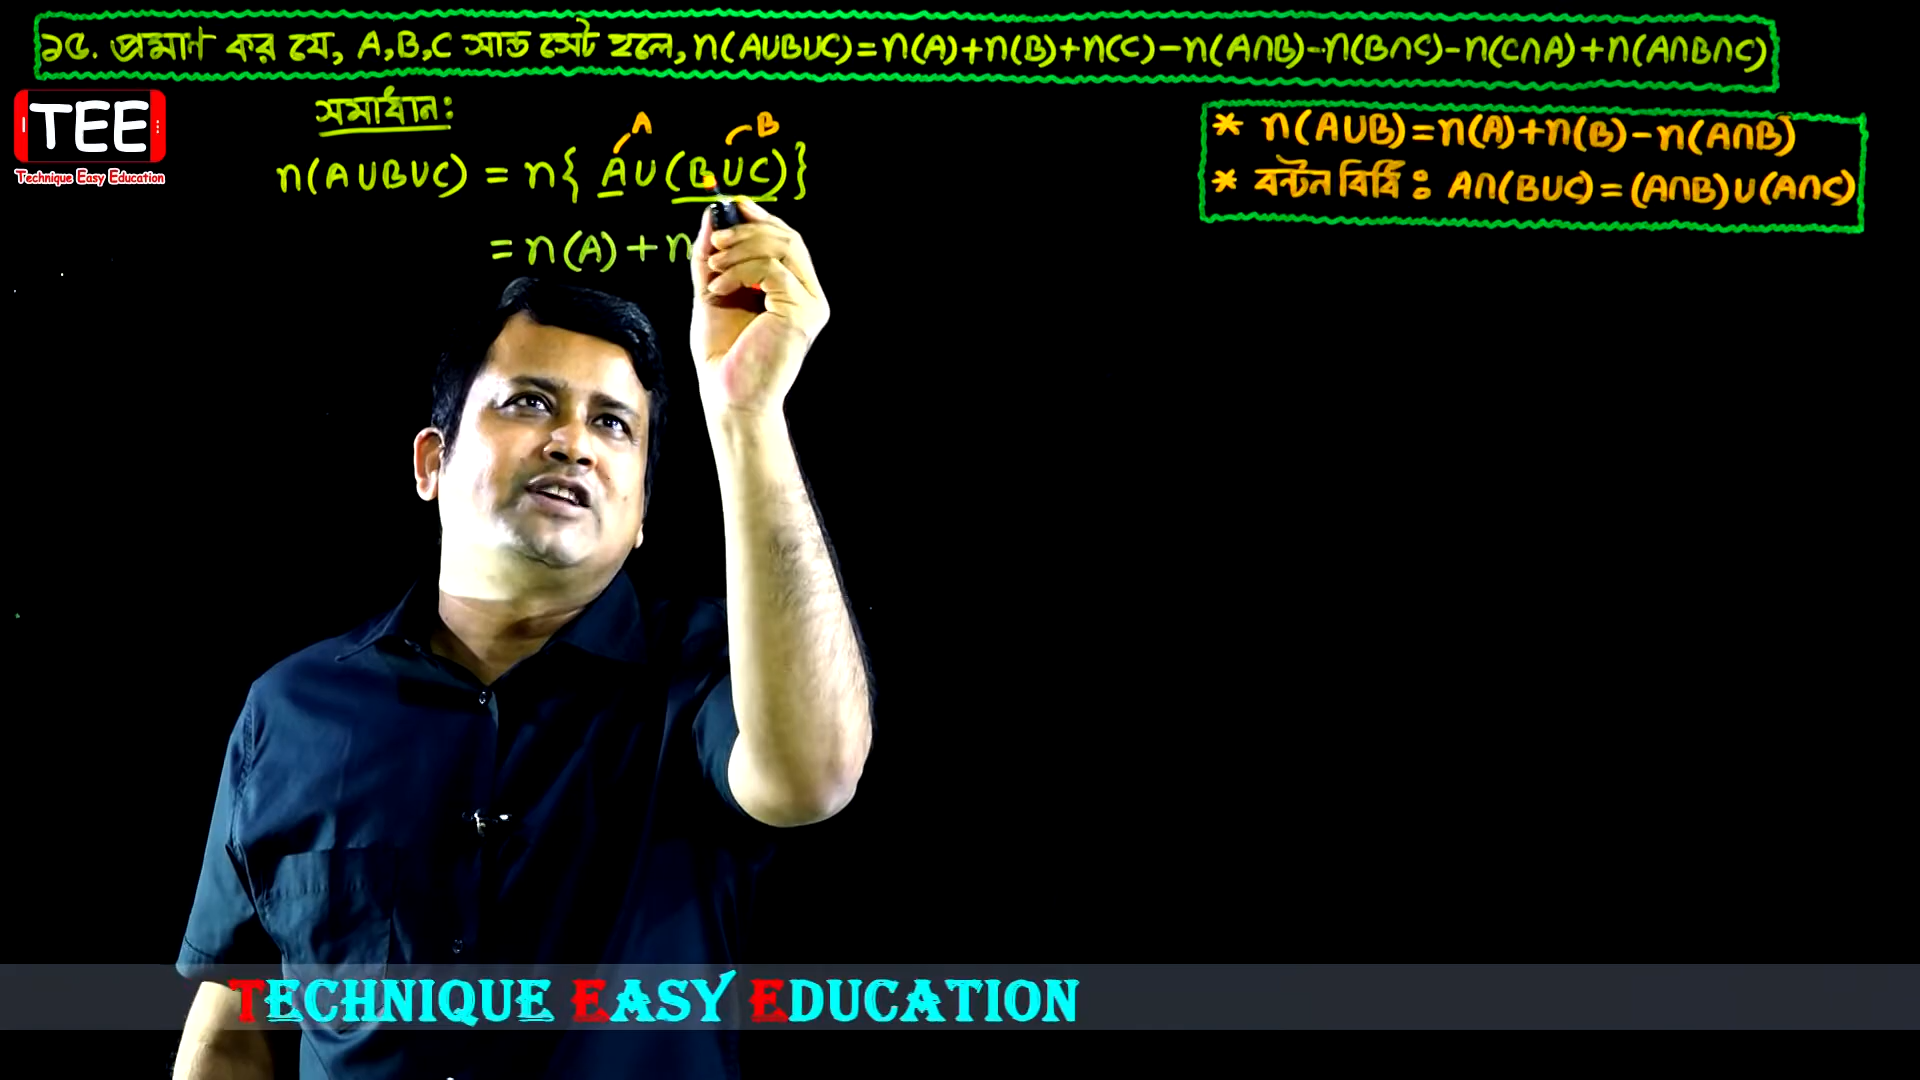 ১৫. প্রমাণ কর যে, A,B,C সান্ত সেট হলে, n(A∪B∪C)=n(A)+n(B)+n(C)-n(A∩B)-n(B∩C)-n(C∩A)+n(A∩B∩C)
TEE
Technique Easy Education
সমাধান:
A B
n(A∪B∪C) = n{ A∪(B∪C)}
= n(A)+n
* n(A∪B)=n(A)+n(B)-n(A∩B)
* বন্টন বিধি : A∩(B∪C)=(A∩B)∪(A∩C)
TECHNIQUE EASY EDUCATION